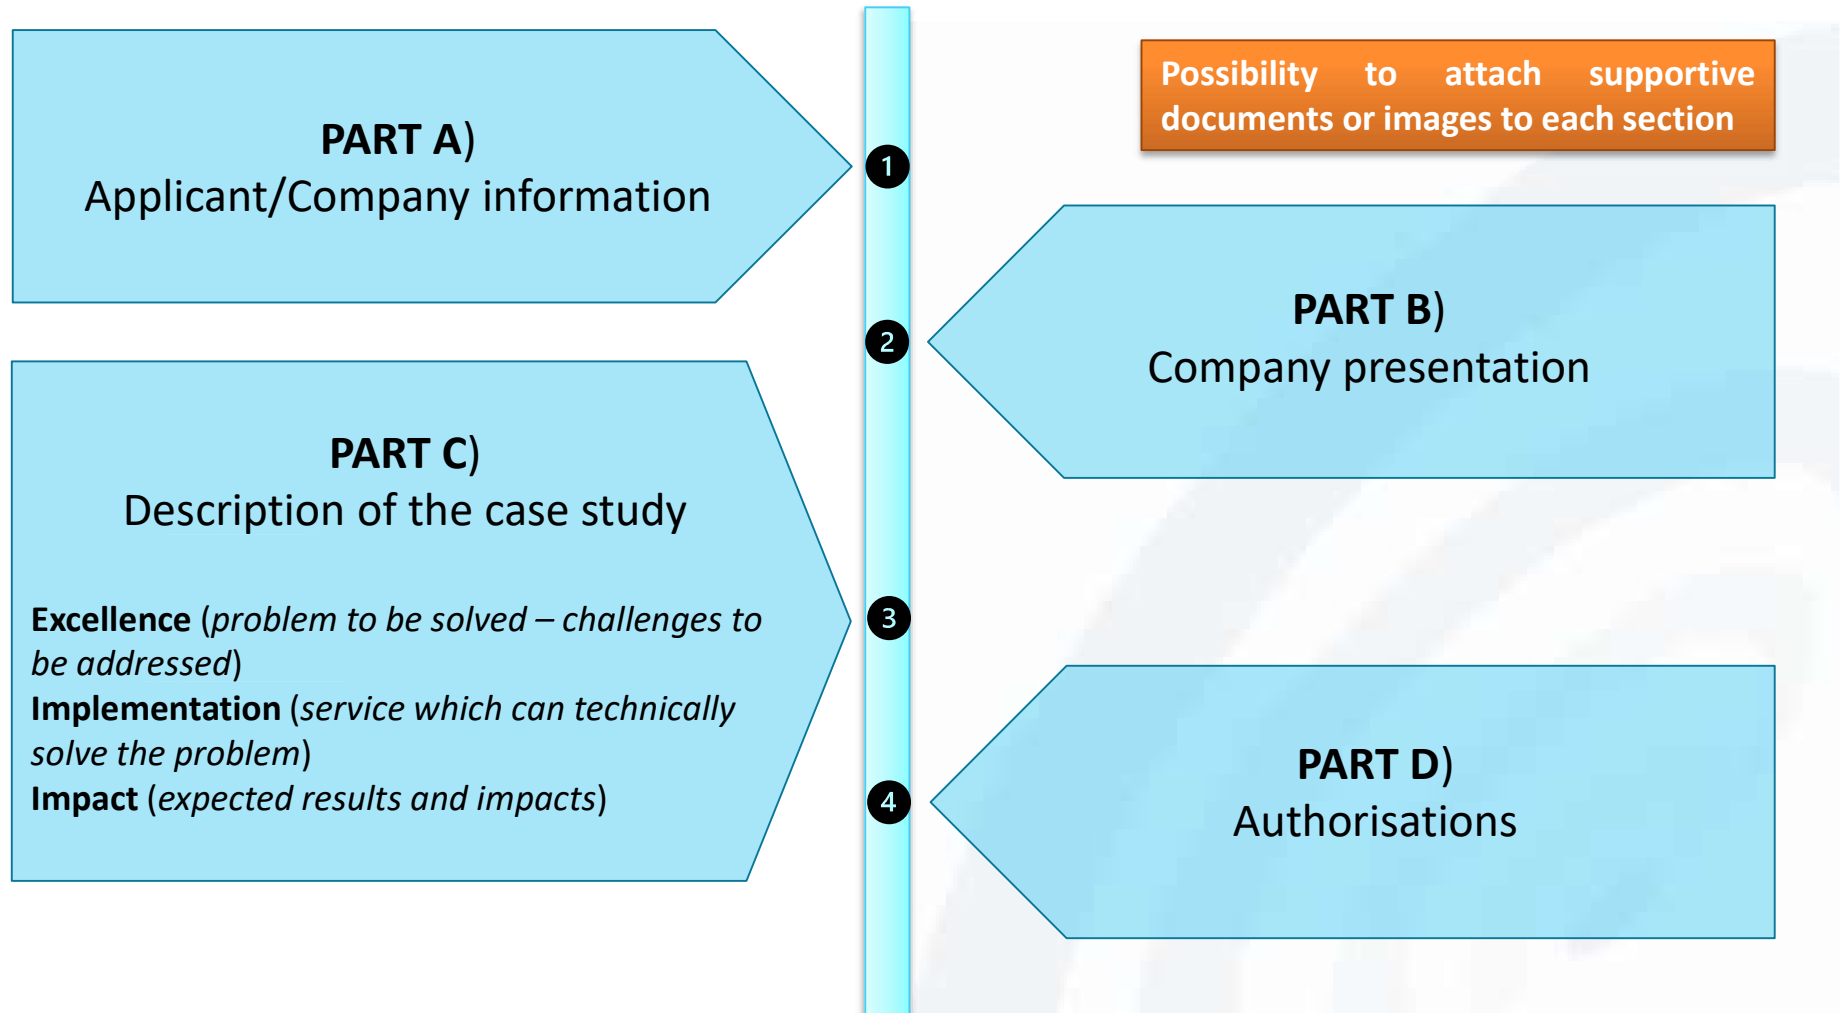 PART A)
Applicant/Company information
1
Possibility to attach supportive
documents or images to each section
2
PART B)
Company presentation
PART C)
Description of the case study
Excellence (problem to be solved – challenges to
be addressed)
Implementation (service which can technically
solve the problem)
Impact (expected results and impacts)
3
4
PART D)
Authorisations